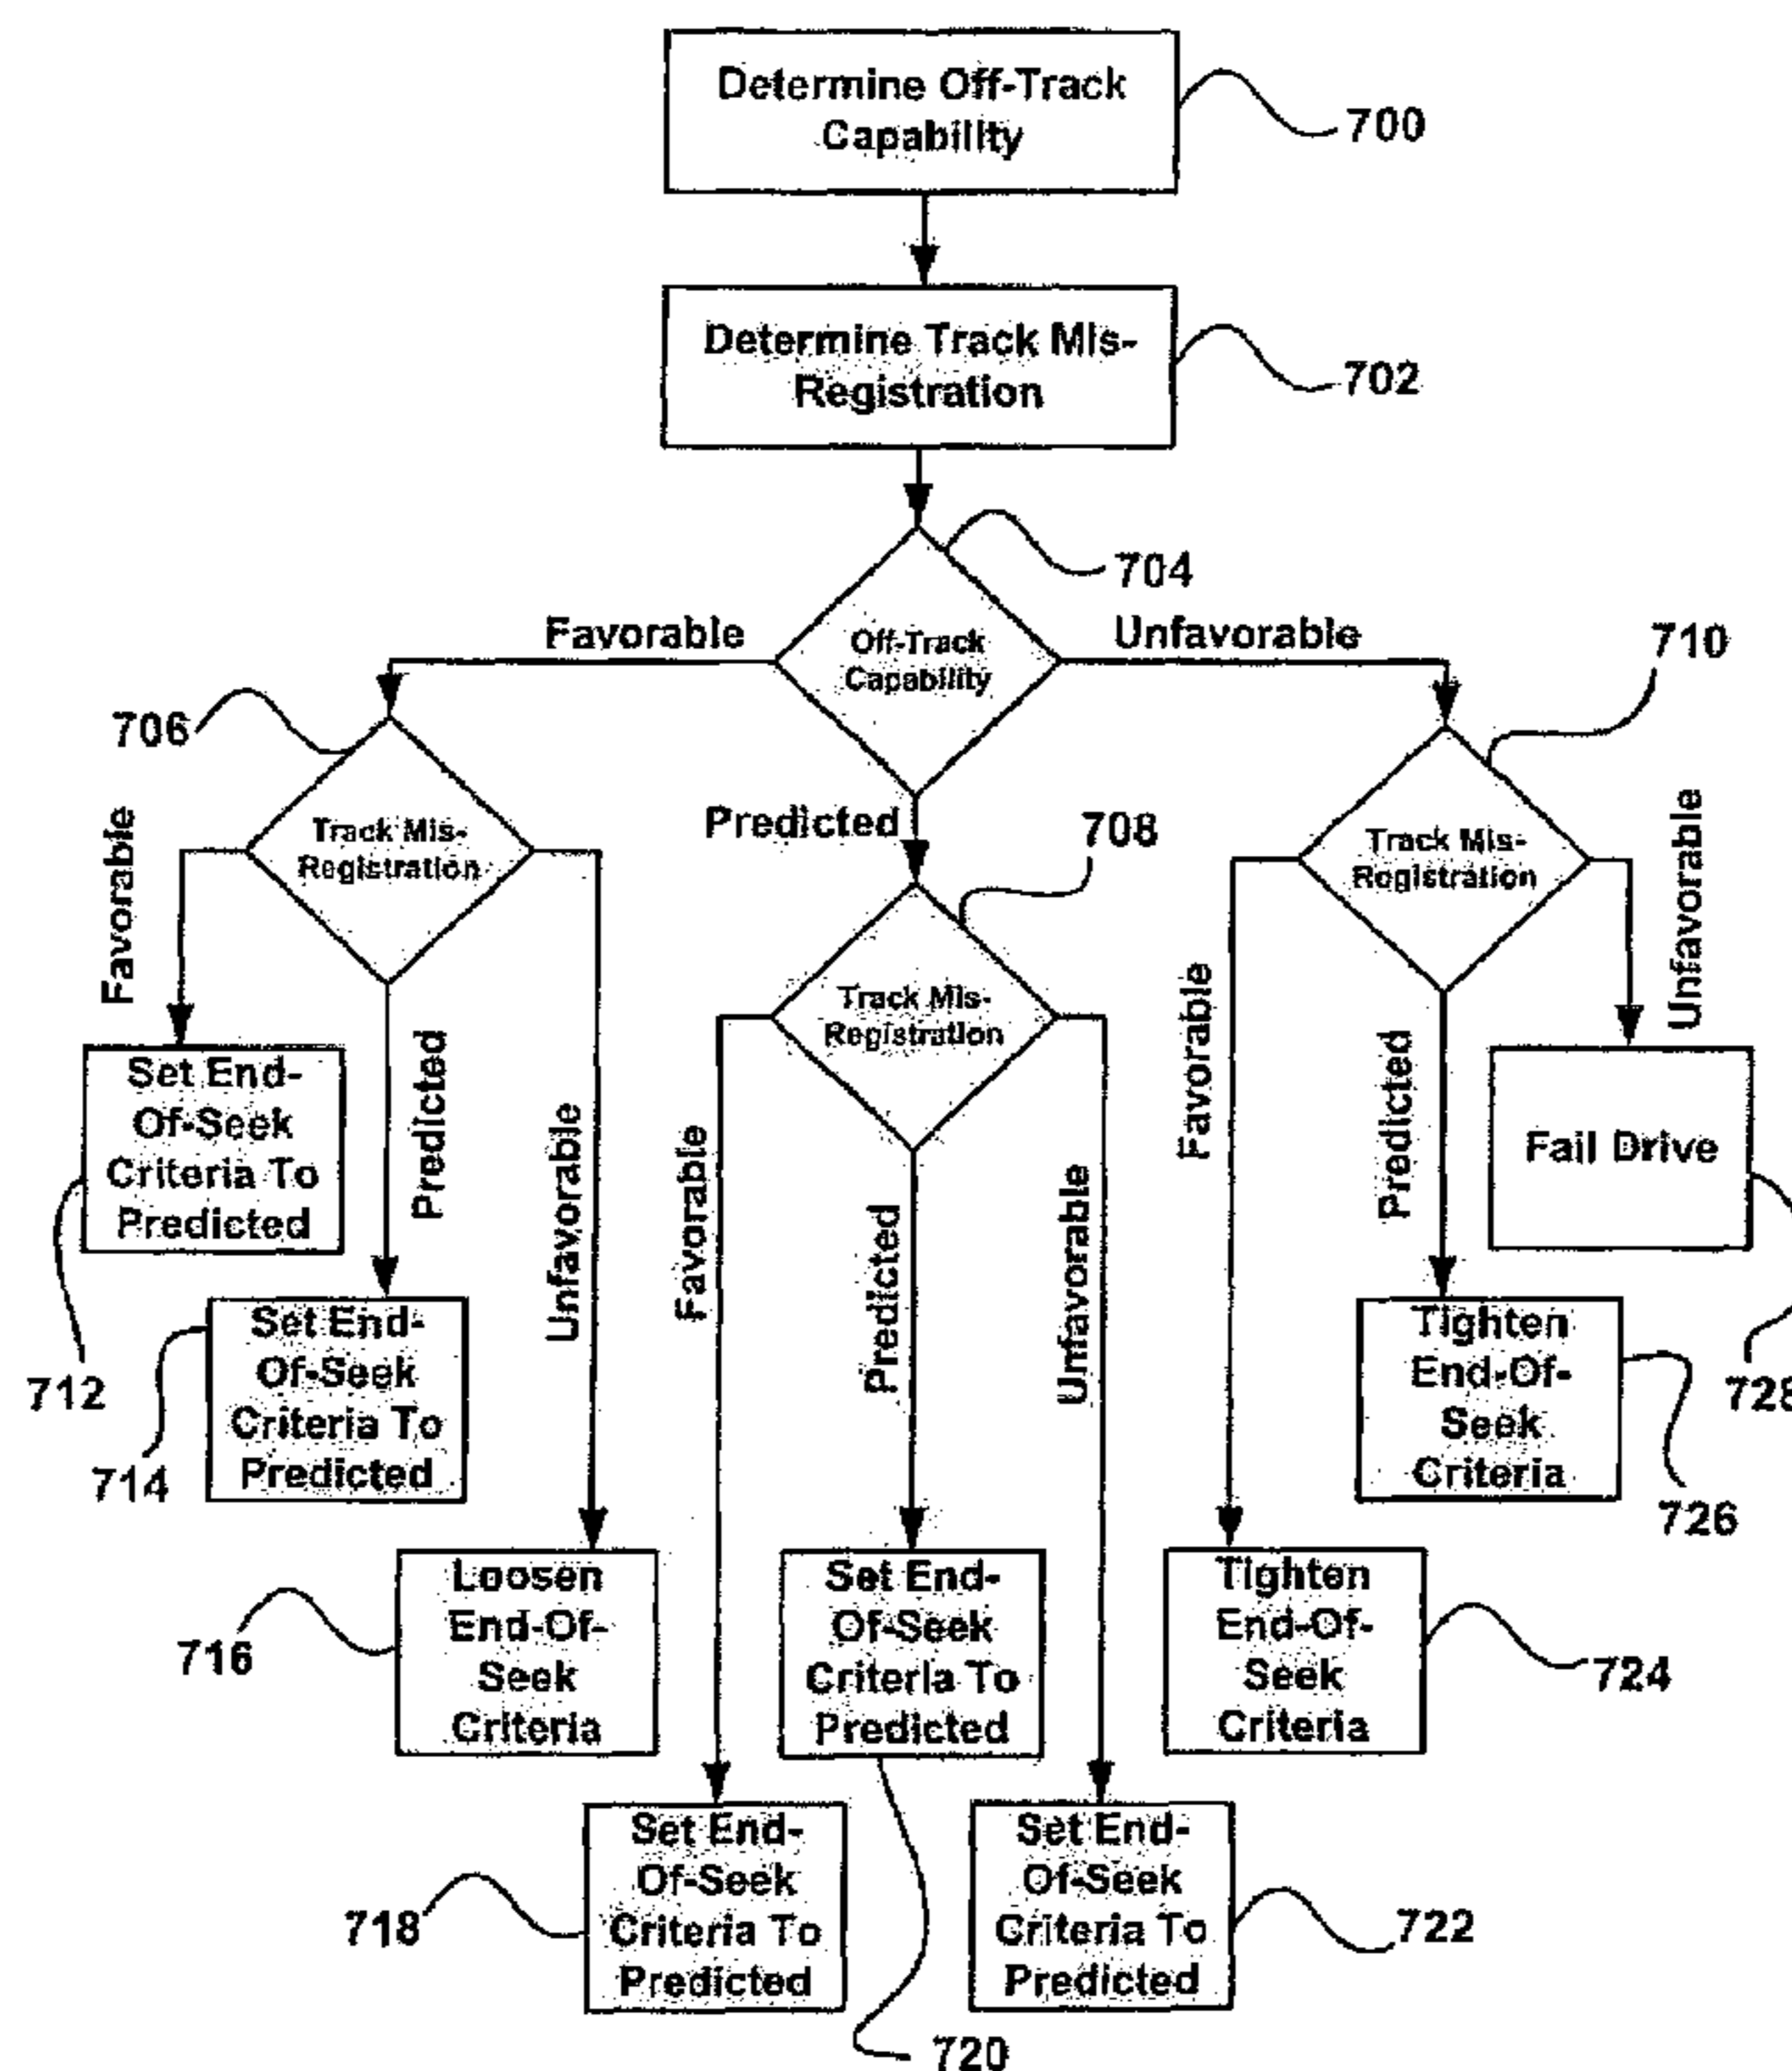 Determine Off-Track
Capability
700
Determine Track Mis-
Registration
702
704
Off-Track
Capability
Favorable
Unfavorable
Predicted
706
Track Mis-
Registration
708
Track Mis-
Registration
710
Track Mis-
Registration
Favorable
Predicted
Unfavorable
Favorable
Predicted
Unfavorable
Favorable
Predicted
Unfavorable
Set End-
Of-Seek
Criteria To
Predicted
712
Set End-
Of-Seek
Criteria To
Predicted
714
Loosen
End-Of-
Seek
Criteria
716
Set End-
Of-Seek
Criteria To
Predicted
718
Set End-
Of-Seek
Criteria To
Predicted
720
Set End-
Of-Seek
Criteria To
Predicted
722
Tighten
End-Of-
Seek
Criteria
724
Tighten
End-Of-
Seek
Criteria
726
Fail Drive
728